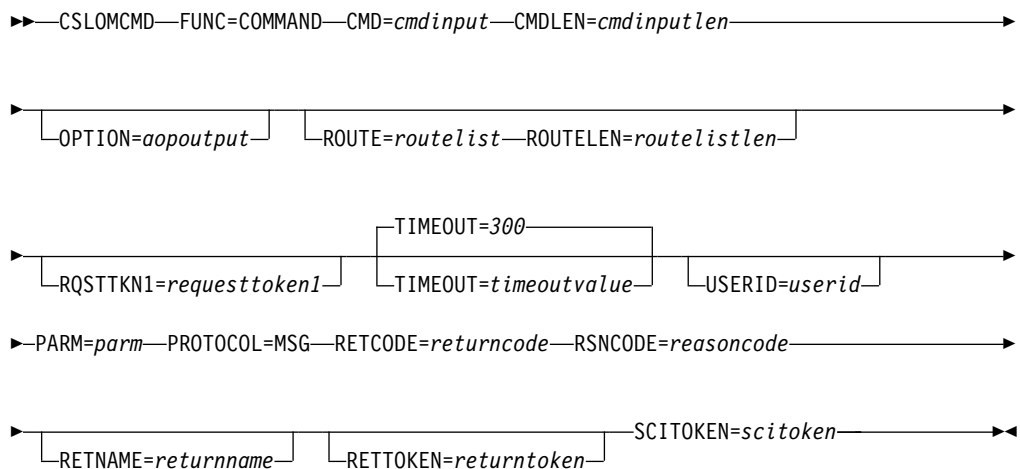 CSLOMCMD FUNC=COMMAND CMD=cmdinput CMDLEN=cmdinputlen
OPTION=aopoutput ROUTE=routelist ROUTELEN=routelistlen
TIMEOUT=300
RQSTTKN1=requesttoken1 TIMEOUT=timeoutvalue USERID=userid
PARM=parm PROTOCOL=MSG RETCODE=returncode RSNCODE=reasoncode
SCITOKEN=scitoken
RETNAME=returnname RETTOKEN=returntoken